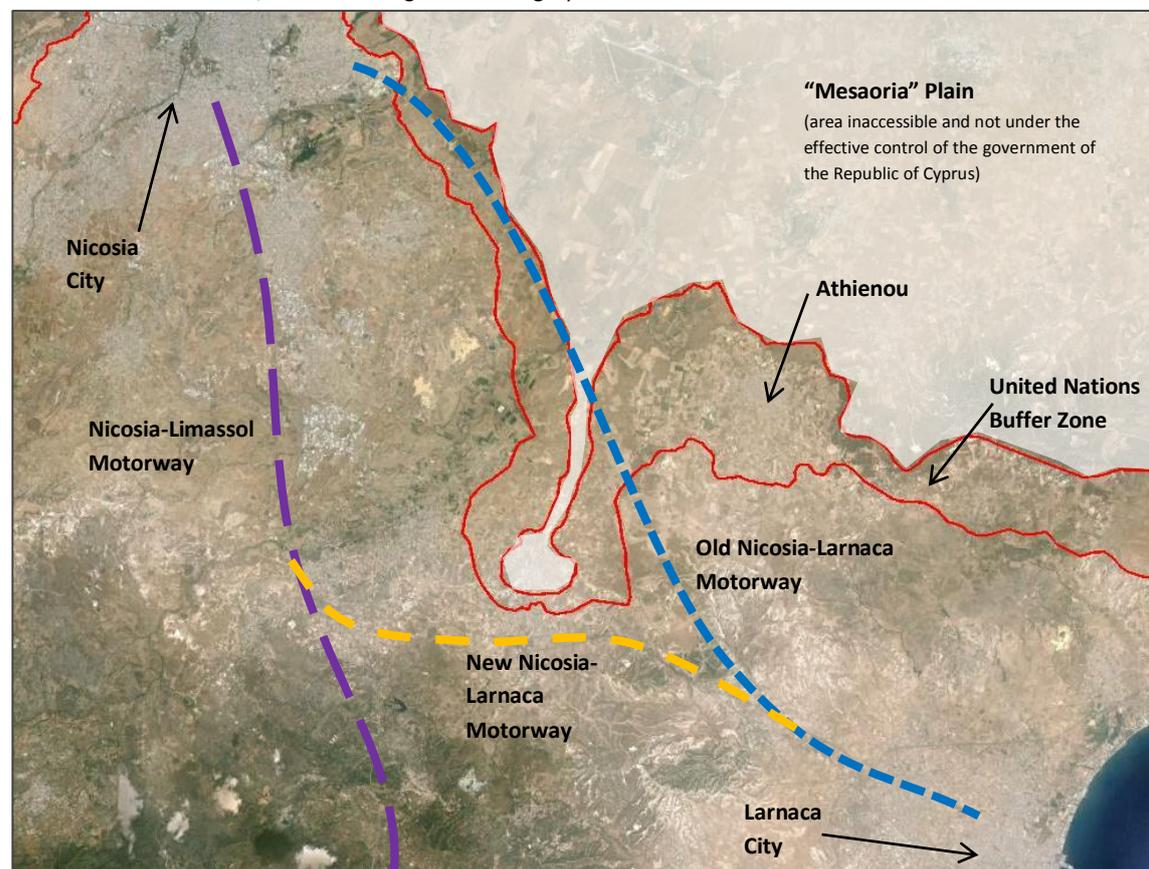 “Mesaoria” Plain
(area inaccessible and not under the
effective control of the government of
the Republic of Cyprus)
Nicosia
City
Athienou
United Nations
Buffer Zone
Nicosia-Limassol
Motorway
Old Nicosia-Larnaca
Motorway
New Nicosia-
Larnaca
Motorway
Larnaca
City